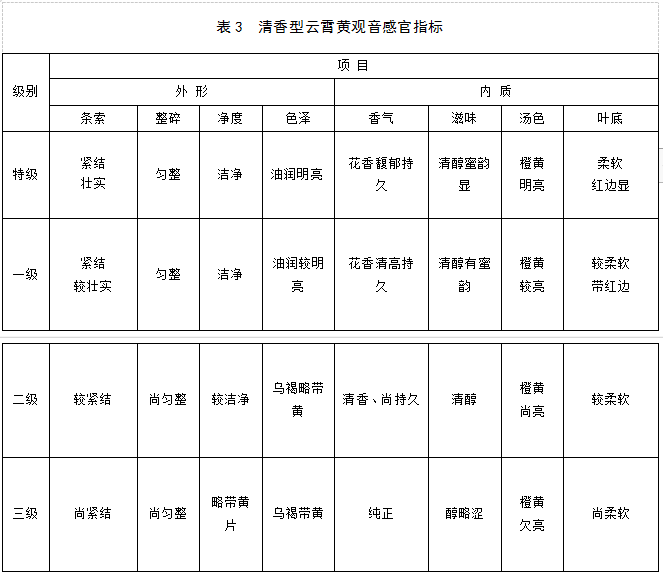 表 3 清香型云霄黄观音感官指标
级别 项 目
外 形 内 质
条索 整碎 净度 色泽 香气 滋味 汤色 叶底
特级 紧结 匀整 洁净 油润明亮 花香馥郁持 清醇蜜韵 橙黄 柔软
壮实 久 显 明亮 红边显
一级 紧结 匀整 洁净 油润较明 花香清高持 清醇有蜜 橙黄 较柔软
较壮实 亮 久 韵 较亮 带红边
二级 较紧结 尚匀整 较洁净 乌褐略带 清香、尚持久 清醇 橙黄 较柔软
黄 尚亮
三级 尚紧结 尚匀整 略带黄 乌褐带黄 纯正 醇略涩 橙黄 尚柔软
片 欠亮